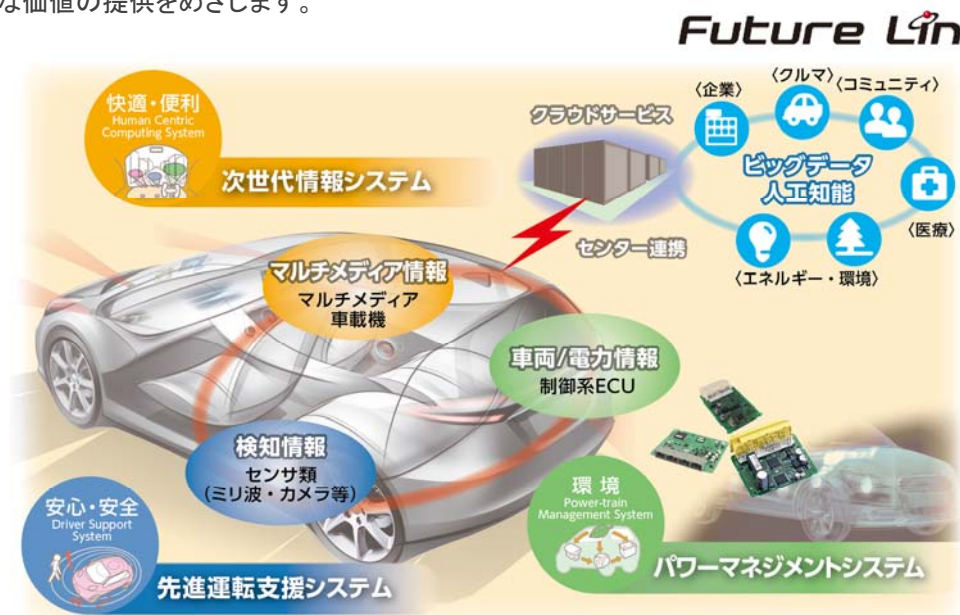 な価値の提供をめざします。
Future Lin
快適・便利
Human Centric
Computing System
次世代情報システム
クラウドサービス
センター連携
〈企業〉
〈クルマ〉
〈コミュニティ〉
ビッグデータ
人工知能
〈医療〉
〈エネルギー・環境〉
マルチメディア情報
マルチメディア
車載機
車両/電力情報
制御系ECU
検知情報
センサ類
(ミリ波・カメラ等)
安心・安全
Driver Support
System
先進運転支援システム
環 境
Power-train
Management System
パワーマネジメントシステム